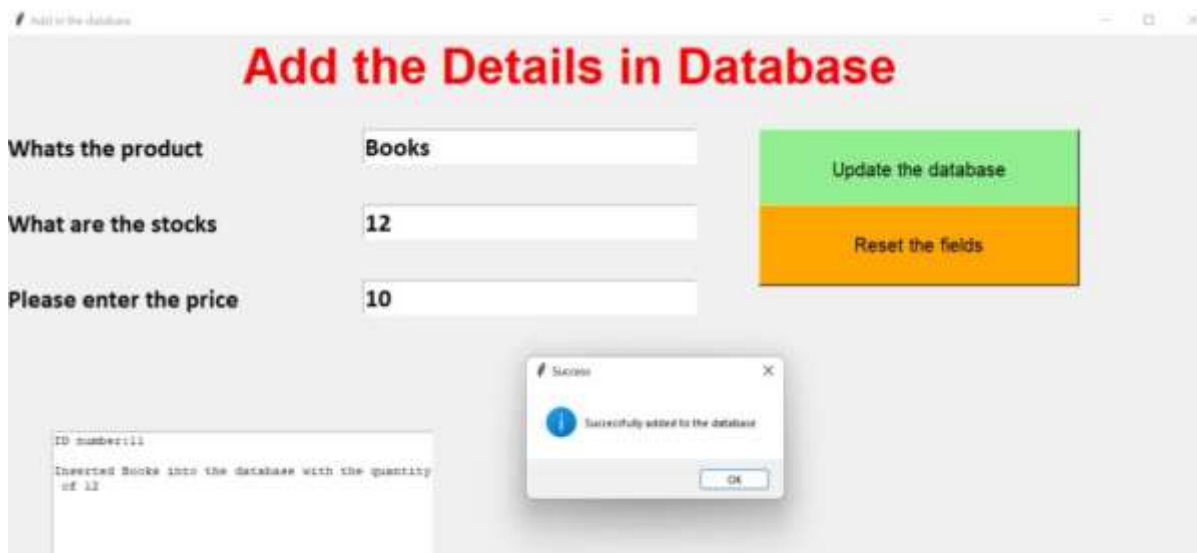 Add in the database
Add the Details in Database
Whats the product
Books
Update the database
What are the stocks
12
Reset the fields
Please enter the price
10
Success
Successfully added to the database
OK
ID number:11
Inserted Books into the database with the quantity
of 12